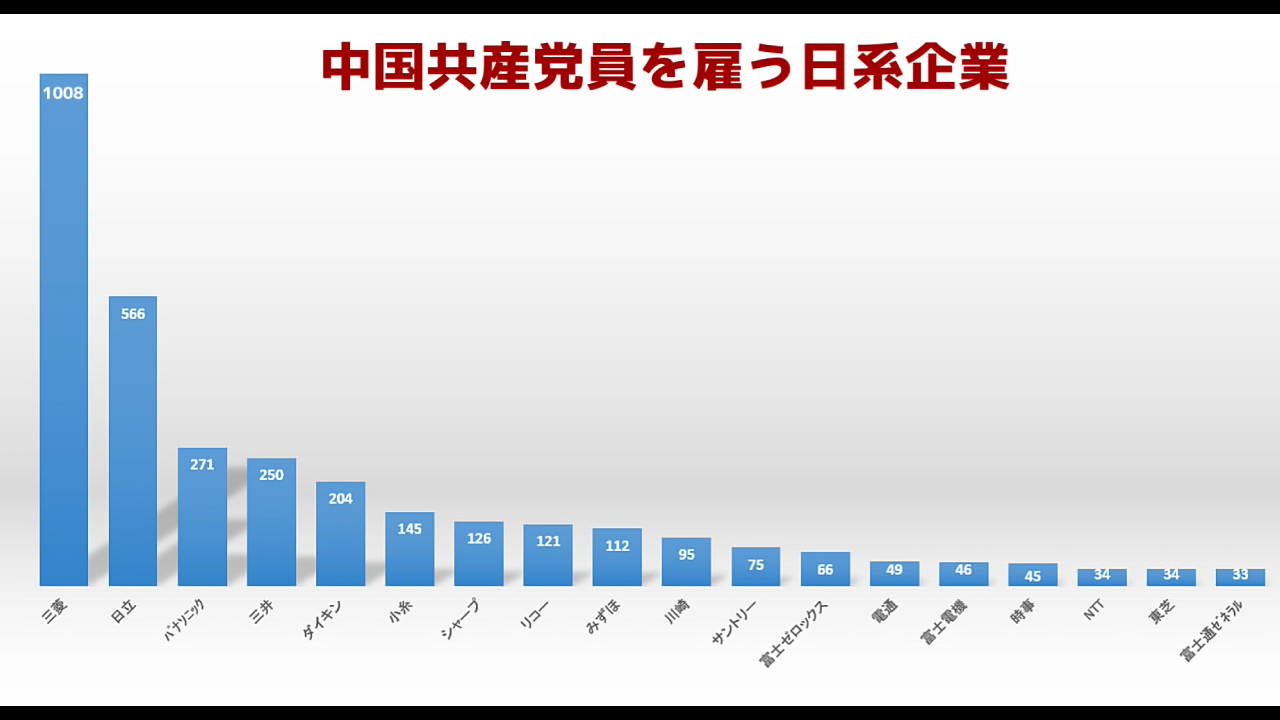 中国共産党員を雇う日系企業
1008
566
271
250
204
145
126
121
112
95
75
66
49
46
45
34
34
33
三菱
日立
パナソニック
三井
ダイキン
小糸
シャープ
リコー
みずほ
川崎
サントリー
富士ゼロックス
電通
富士電機
時事
NTT
東芝
富士通ゼネラル